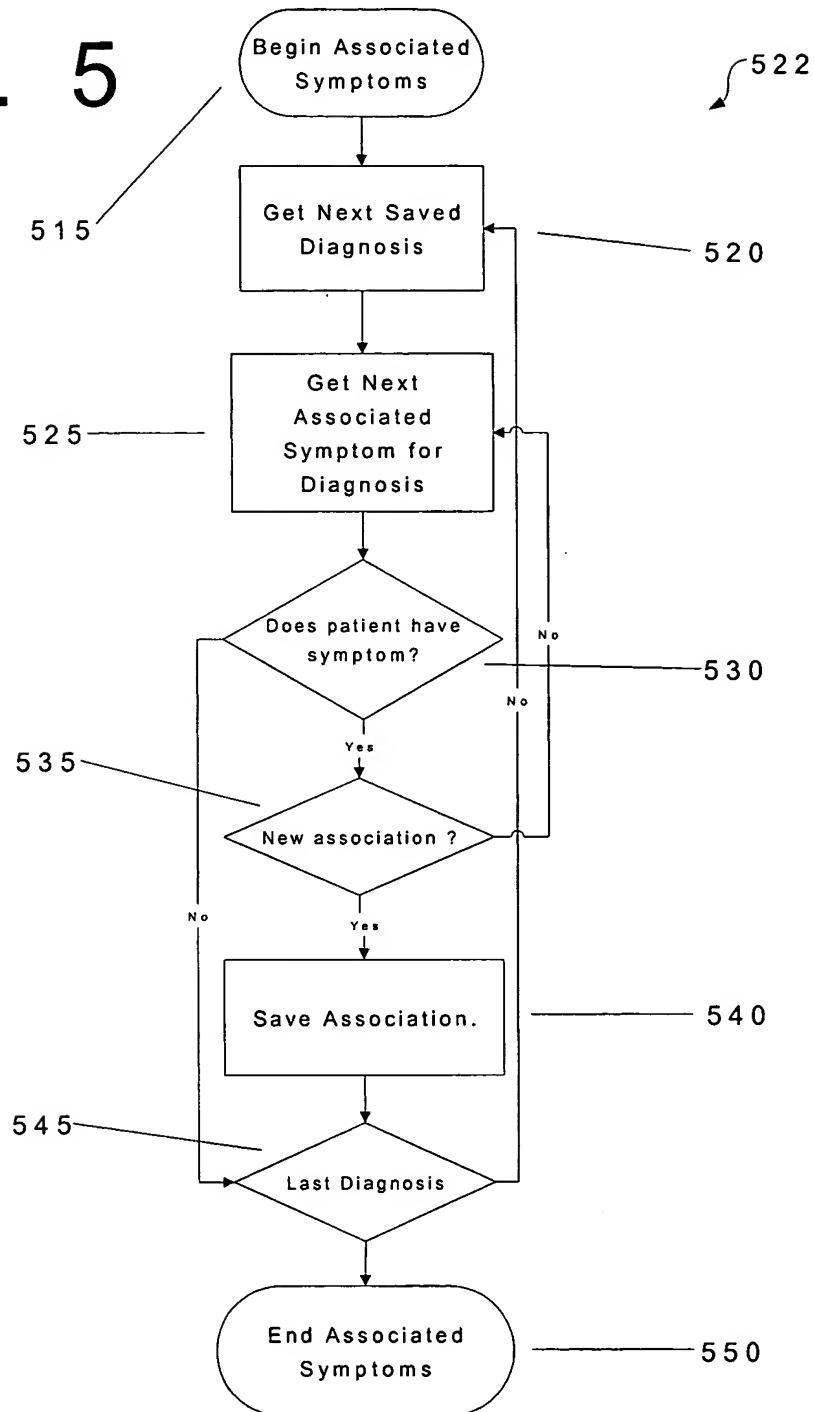 . 5
Begin Associated
Symptoms
522
515
Get Next Saved
Diagnosis
520
Get Next
Associated
Symptom for
Diagnosis
525
Does patient have
symptom?
No
530
No
Yes
535
New association ?
No
Yes
Save Association.
540
545
Last Diagnosis
End Associated
Symptoms
550